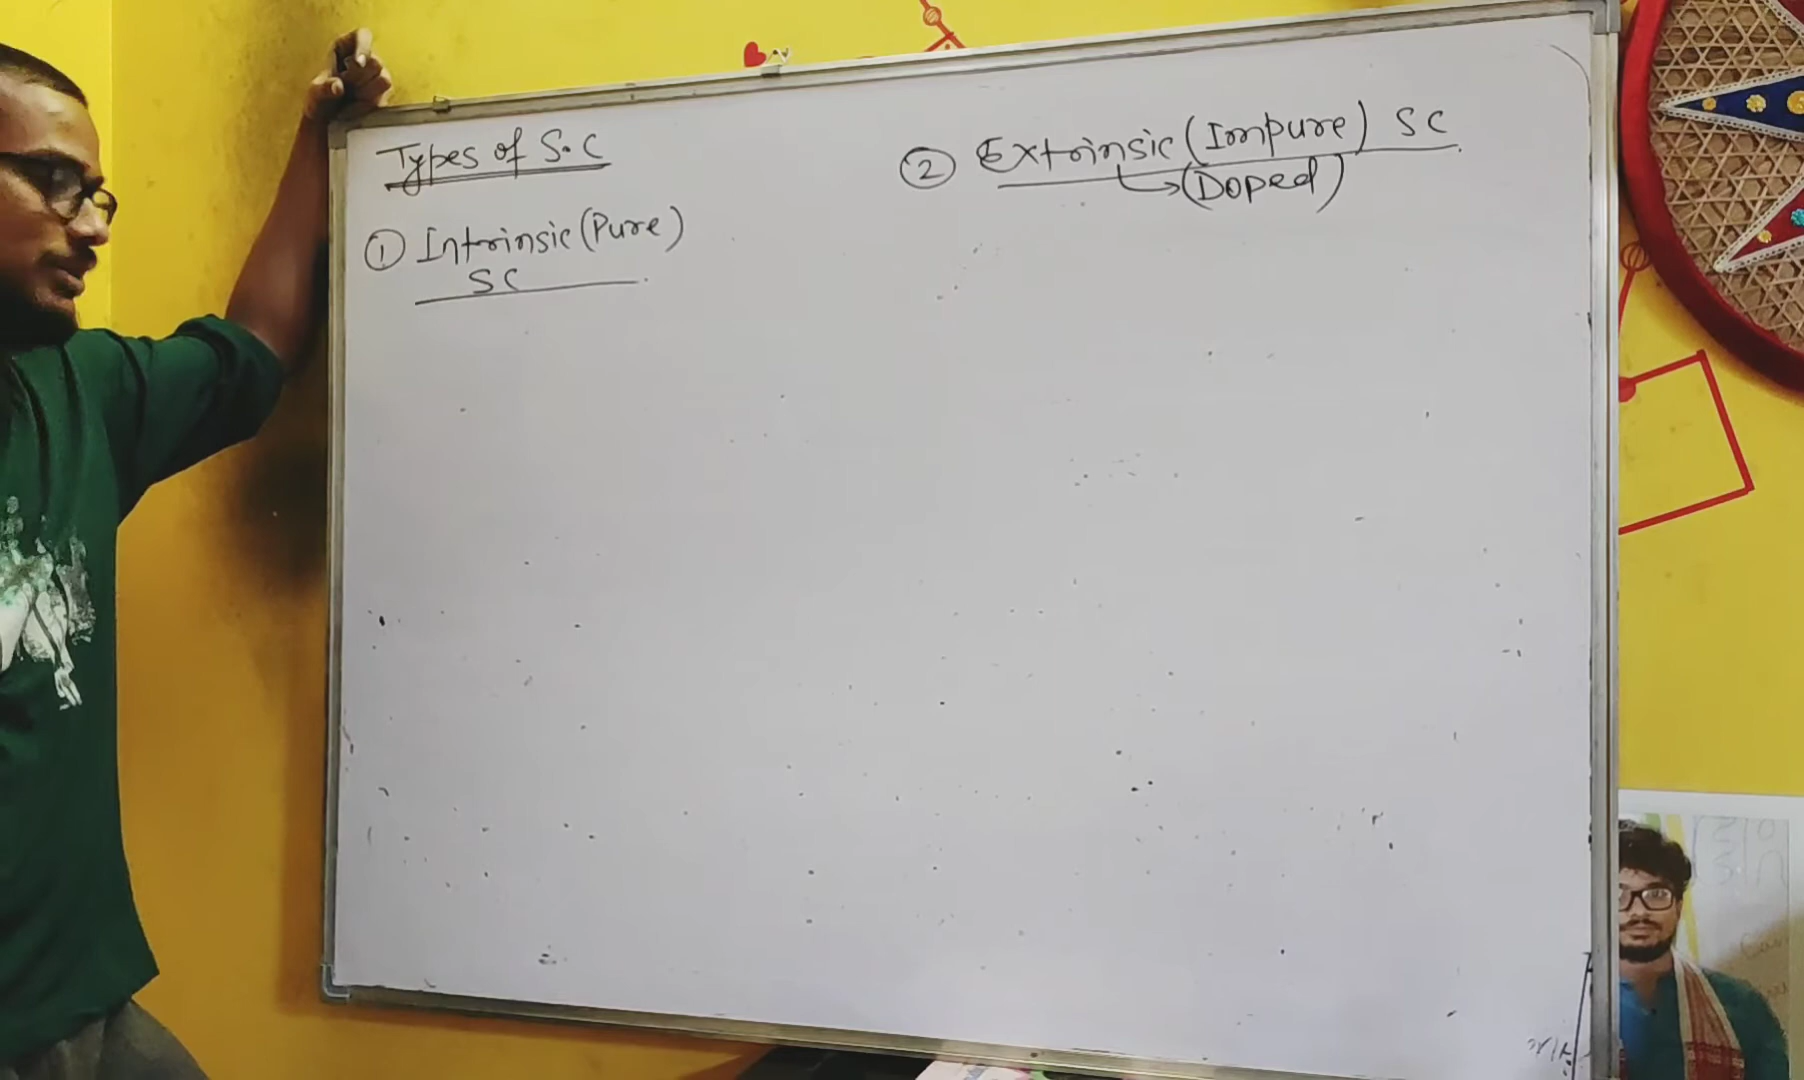 Types of S.C
① Intrinsic (Pure)
SC
② Extrinsic (Impure) SC
↳ (Doped)